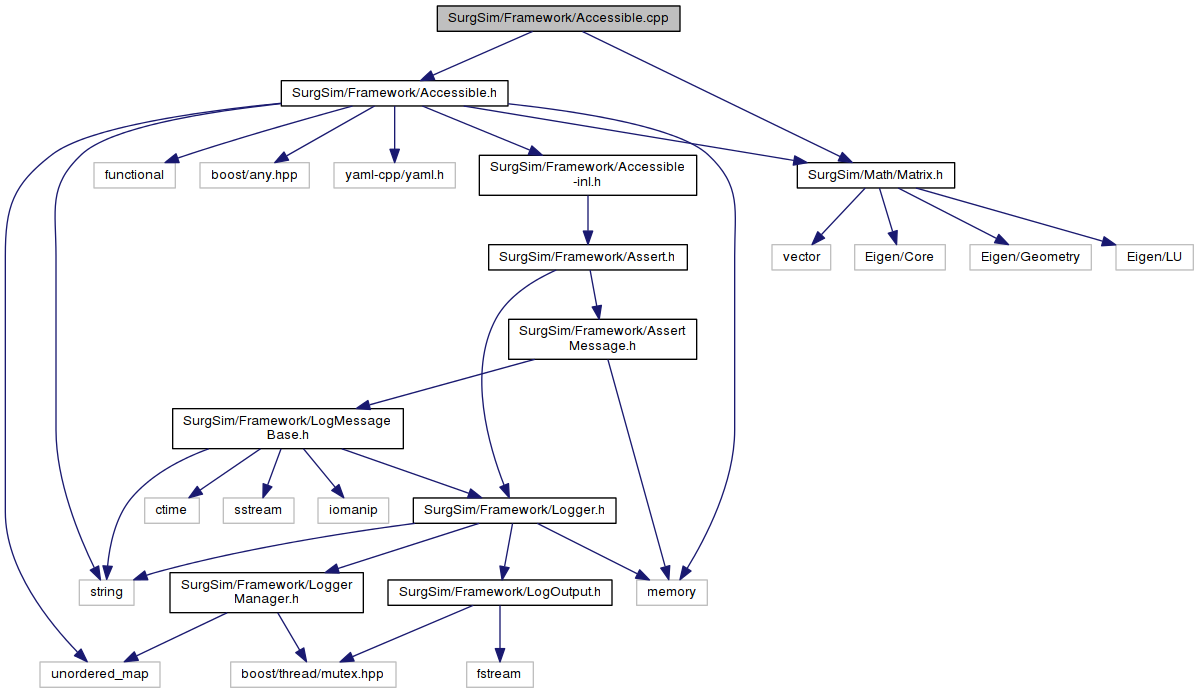 SurgSim/Framework/Accessible.cpp
SurgSim/Framework/Accessible.h
functional
boost/any.hpp
yaml-cpp/yaml.h
SurgSim/Framework/Accessible
-inl.h
SurgSim/Math/Matrix.h
SurgSim/Framework/Assert.h
vector
Eigen/Core
Eigen/Geometry
Eigen/LU
SurgSim/Framework/Assert
Message.h
SurgSim/Framework/LogMessage
Base.h
ctime
sstream
iomanip
SurgSim/Framework/Logger.h
string
SurgSim/Framework/Logger
Manager.h
SurgSim/Framework/LogOutput.h
memory
unordered_map
boost/thread/mutex.hpp
fstream